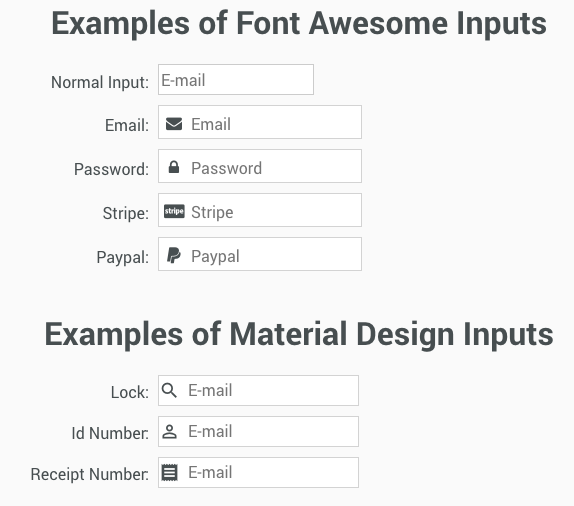 Examples of Font Awesome Inputs
Normal Input: E-mail
Email: Email
Password: Password
Stripe: stripe Stripe
Paypal: Paypal
Examples of Material Design Inputs
Lock: E-mail
Id Number: E-mail
Receipt Number: E-mail